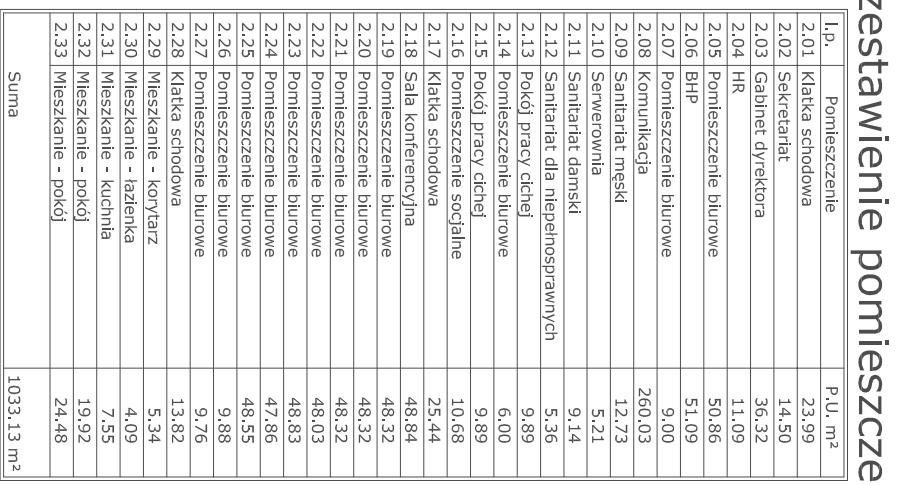 zestawienie pomieszcze
l.p. Pomieszczenie P.U. m²
2.01 Klatka schodowa 23.99
2.02 Sekretariat 14.50
2.03 Gabinet dyrektora 36.32
2.04 HR 11.09
2.05 Pomieszczenie biurowe 50.86
2.06 BHP 51.09
2.07 Pomieszczenie biurowe 9.00
2.08 Komunikacja 260.03
2.09 Sanitariat męski 12.73
2.10 Serwerownia 5.21
2.11 Sanitariat damski 9.14
2.12 Sanitariat dla niepełnosprawnych 5.36
2.13 Pokój pracy cichej 9.89
2.14 Pomieszczenie biurowe 6.00
2.15 Pokój pracy cichej 9.89
2.16 Pomieszczenie socjalne 10.68
2.17 Klatka schodowa 25.44
2.18 Sala konferencyjna 48.84
2.19 Pomieszczenie biurowe 48.32
2.20 Pomieszczenie biurowe 48.32
2.21 Pomieszczenie biurowe 48.32
2.22 Pomieszczenie biurowe 48.03
2.23 Pomieszczenie biurowe 48.83
2.24 Pomieszczenie biurowe 47.86
2.25 Pomieszczenie biurowe 48.55
2.26 Pomieszczenie biurowe 9.88
2.27 Pomieszczenie biurowe 9.76
2.28 Klatka schodowa 13.82
2.29 Mieszkanie - korytarz 5.34
2.30 Mieszkanie - łazienka 4.09
2.31 Mieszkanie - kuchnia 7.55
2.32 Mieszkanie - pokój 19.92
2.33 Mieszkanie - pokój 24.48
Suma 1033.13 m²